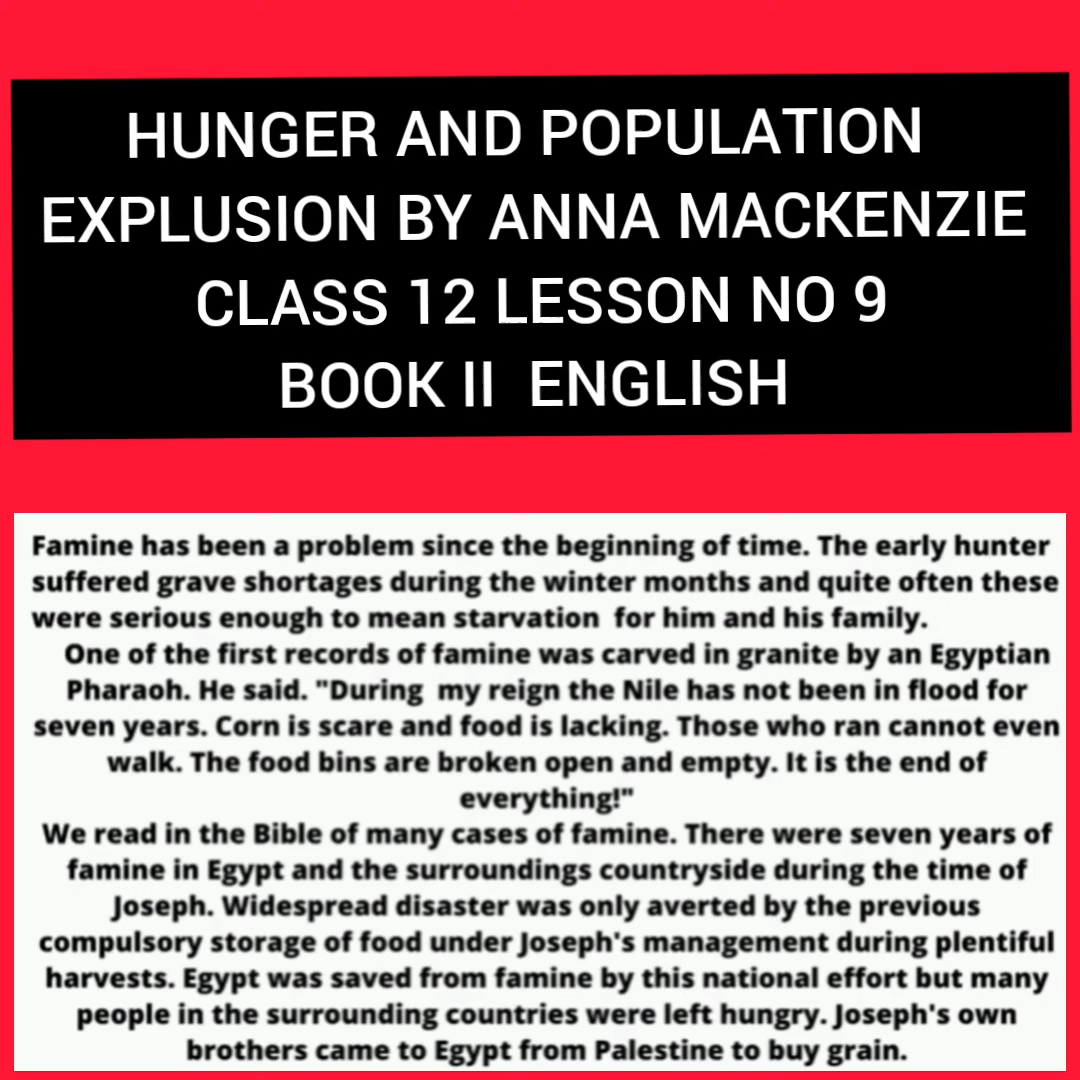 HUNGER AND POPULATION
EXPLUSION BY ANNA MACKENZIE
CLASS 12 LESSON NO 9
BOOK II ENGLISH
Famine has been a problem since the beginning of time. The early hunter
suffered grave shortages during the winter months and quite often these
were serious enough to mean starvation for him and his family.
One of the first records of famine was carved in granite by an Egyptian
Pharaoh. He said. "During my reign the Nile has not been in flood for
seven years. Corn is scare and food is lacking. Those who ran cannot even
walk. The food bins are broken open and empty. It is the end of
everything!"
We read in the Bible of many cases of famine. There were seven years of
famine in Egypt and the surroundings countryside during the time of
Joseph. Widespread disaster was only averted by the previous
compulsory storage of food under Joseph's management during plentiful
harvests. Egypt was saved from famine by this national effort but many
people in the surrounding countries were left hungry. Joseph's own
brothers came to Egypt from Palestine to buy grain.